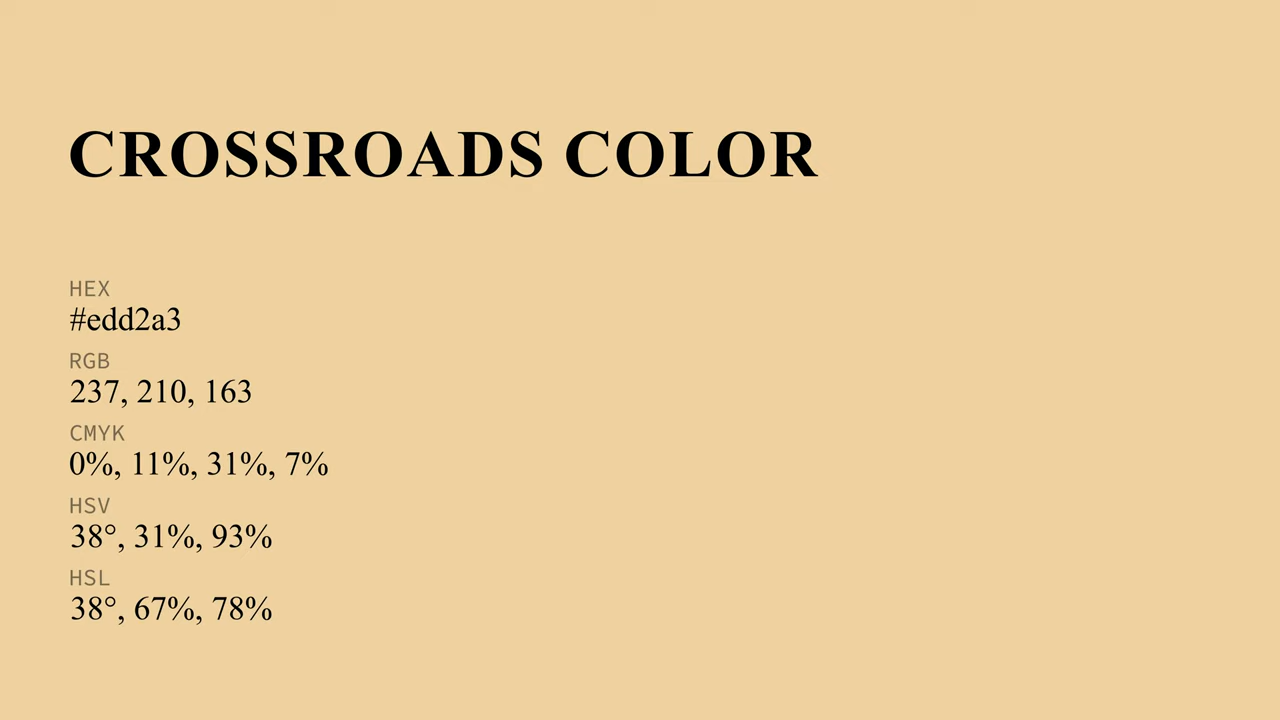 CROSSROADS COLOR
HEX
#edd2a3
RGB
237, 210, 163
CMYK
0%, 11%, 31%, 7%
HSV
38°, 31%, 93%
HSL
38°, 67%, 78%